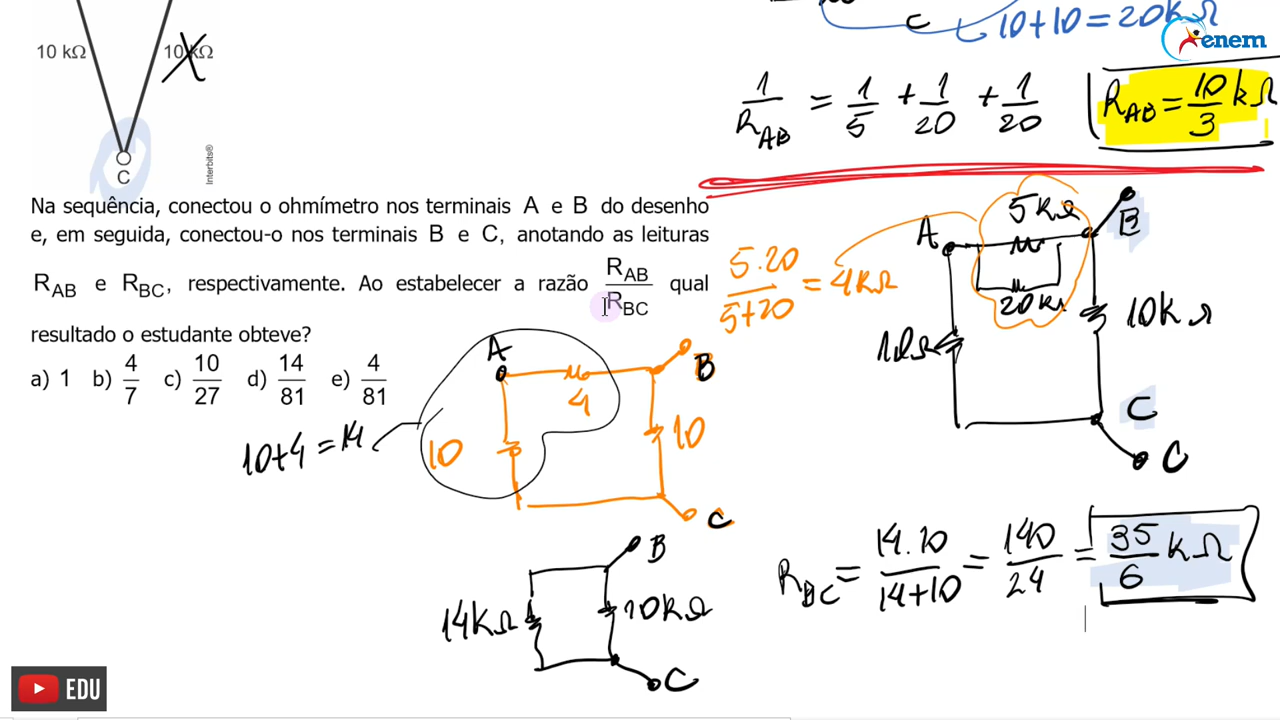 10 kΩ
10 kΩ
C
Interbits®
C
10+10=20kΩ
enem
1/R_AB = 1/5 + 1/20 + 1/20
R_AB = 10/3 kΩ
Na sequência, conectou o ohmímetro nos terminais A e B do desenho
e, em seguida, conectou-o nos terminais B e C, anotando as leituras
R_AB e R_BC, respectivamente. Ao estabelecer a razão R_AB/R_BC qual
resultado o estudante obteve?
a) 1 b) 4/7 c) 10/27 d) 14/81 e) 4/81
5.20/5+20 = 4kΩ
A
5kΩ
B
20kΩ
10kΩ
C
C
A
B
4
10
10
C
10+4=14
B
14kΩ
10kΩ
C
R_BC = 14.10/14+10 = 140/24 = 35/6 kΩ
EDU